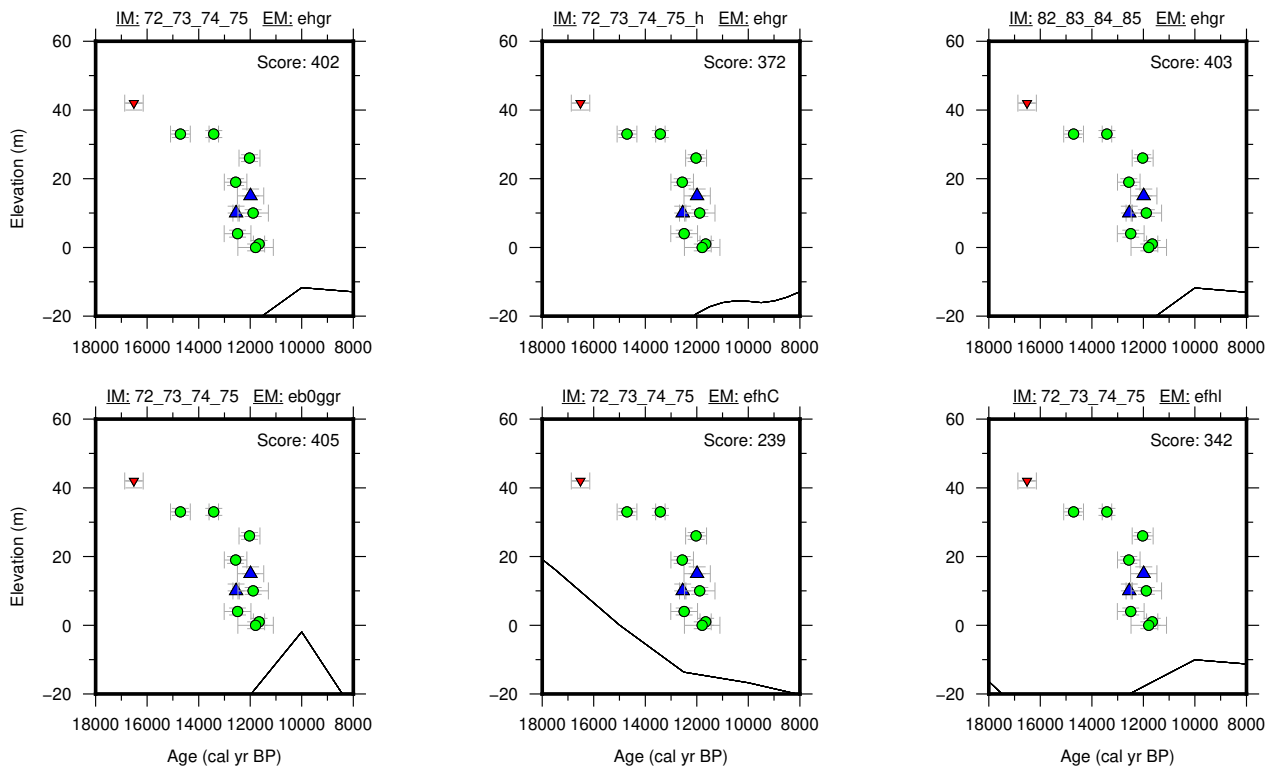 IM: 72_73_74_75 EM: ehgr
IM: 72_73_74_75_h EM: ehgr
IM: 82_83_84_85 EM: ehgr
Score: 402
Score: 372
Score: 403
Elevation (m)
60
40
20
0
−20
60
40
20
0
−20
60
40
20
0
−20
18000 16000 14000 12000 10000 8000
18000 16000 14000 12000 10000 8000
18000 16000 14000 12000 10000 8000
IM: 72_73_74_75 EM: eb0ggr
IM: 72_73_74_75 EM: efhC
IM: 72_73_74_75 EM: efhl
Score: 405
Score: 239
Score: 342
Elevation (m)
60
40
20
0
−20
60
40
20
0
−20
60
40
20
0
−20
18000 16000 14000 12000 10000 8000
18000 16000 14000 12000 10000 8000
18000 16000 14000 12000 10000 8000
Age (cal yr BP)
Age (cal yr BP)
Age (cal yr BP)